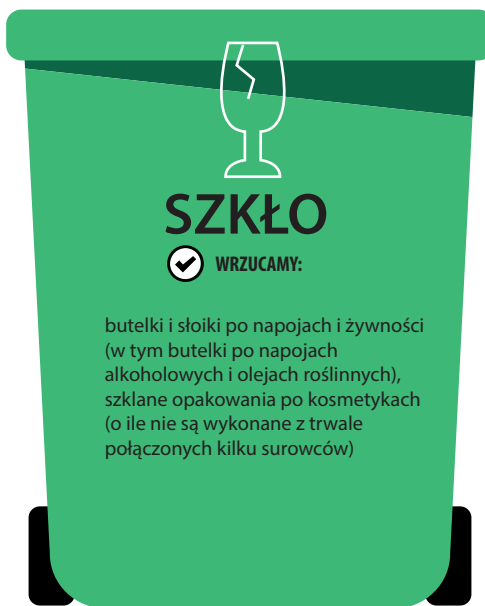 SZKŁO
WRZUCAMY:
butelki i słoiki po napojach i żywności
(w tym butelki po napojach
alkoholowych i olejach roślinnych),
szklane opakowania po kosmetykach
(o ile nie są wykonane z trwale
połączonych kilku surowców)